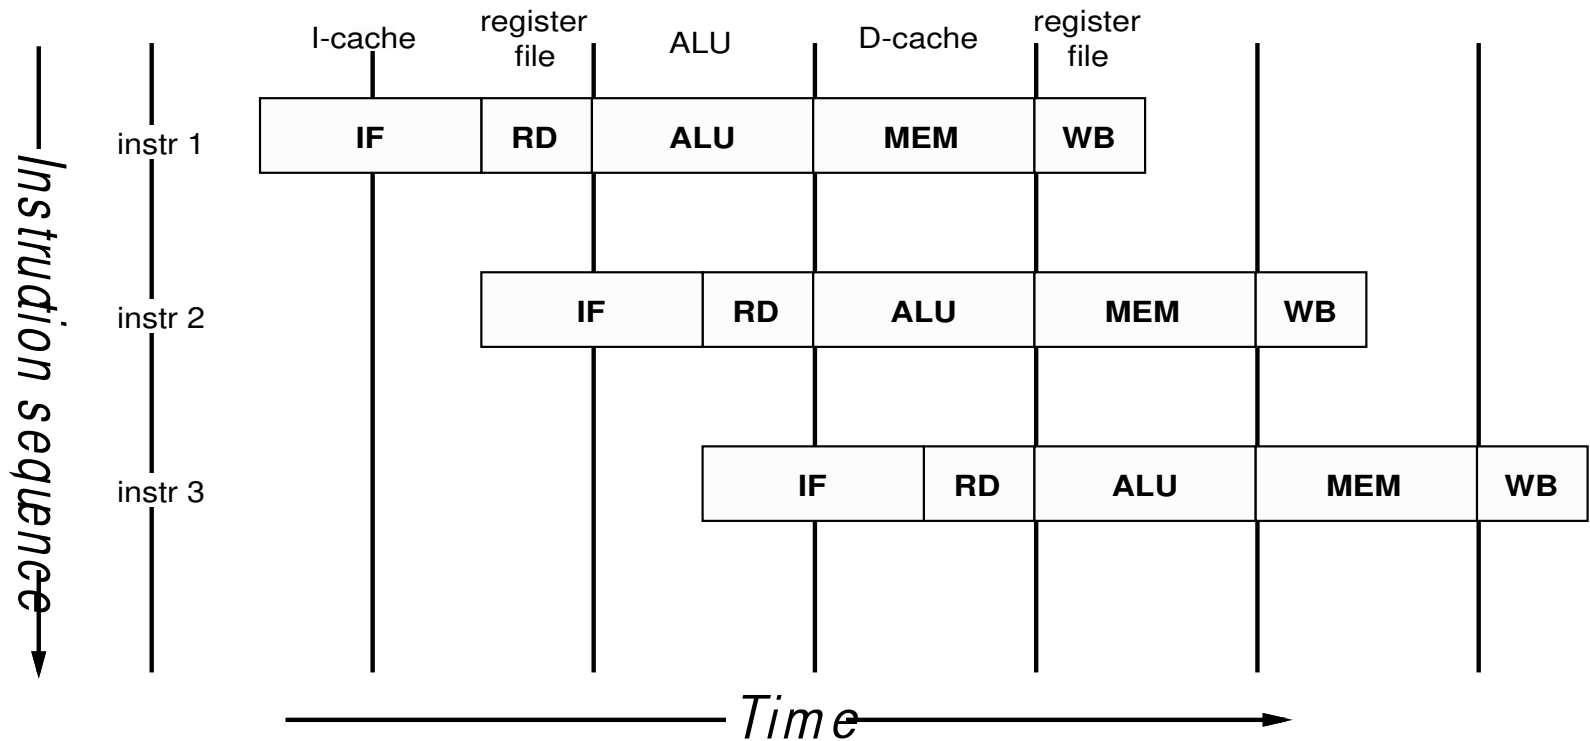 I-cache
register
file
ALU
D-cache
register
file
instr 1
IF RD ALU MEM WB
instr 2
IF RD ALU MEM WB
instr 3
IF RD ALU MEM WB
Instruction sequence
Time